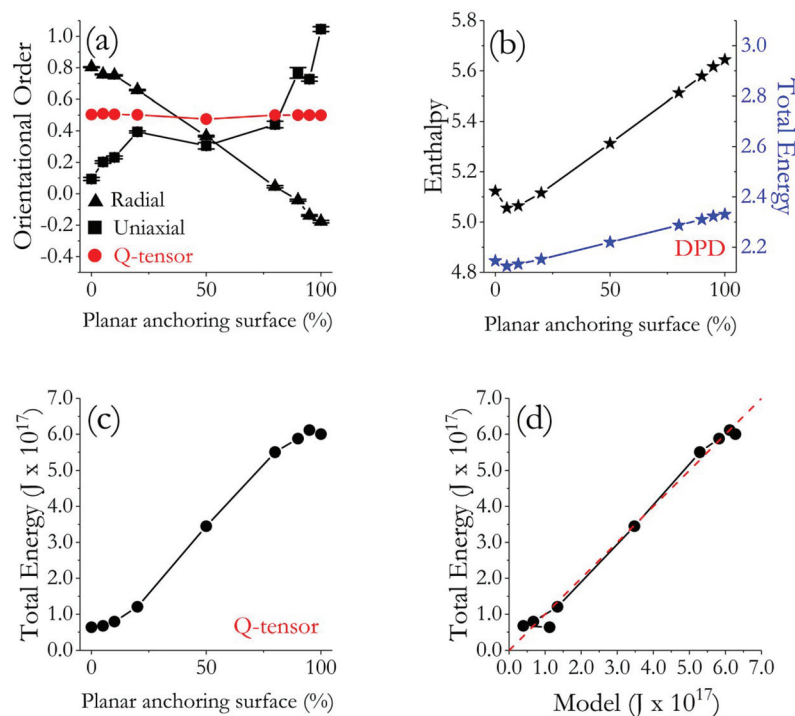 (a)
Orientational Order
1.0
0.8
0.6
0.4
0.2
0.0
-0.2
-0.4
Radial
Uniaxial
Q-tensor
0 50 100
Planar anchoring surface (%)
(b)
Enthalpy
5.8
5.6
5.4
5.2
5.0
4.8
Total Energy
3.0
2.8
2.6
2.4
2.2
DPD
0 50 100
Planar anchoring surface (%)
(c)
Total Energy (J x 10¹⁷)
7.0
6.0
5.0
4.0
3.0
2.0
1.0
0.0
Q-tensor
0 50 100
Planar anchoring surface (%)
(d)
Total Energy (J x 10¹⁷)
7.0
6.0
5.0
4.0
3.0
2.0
1.0
0.0
0.0 1.0 2.0 3.0 4.0 5.0 6.0 7.0
Model (J x 10¹⁷)